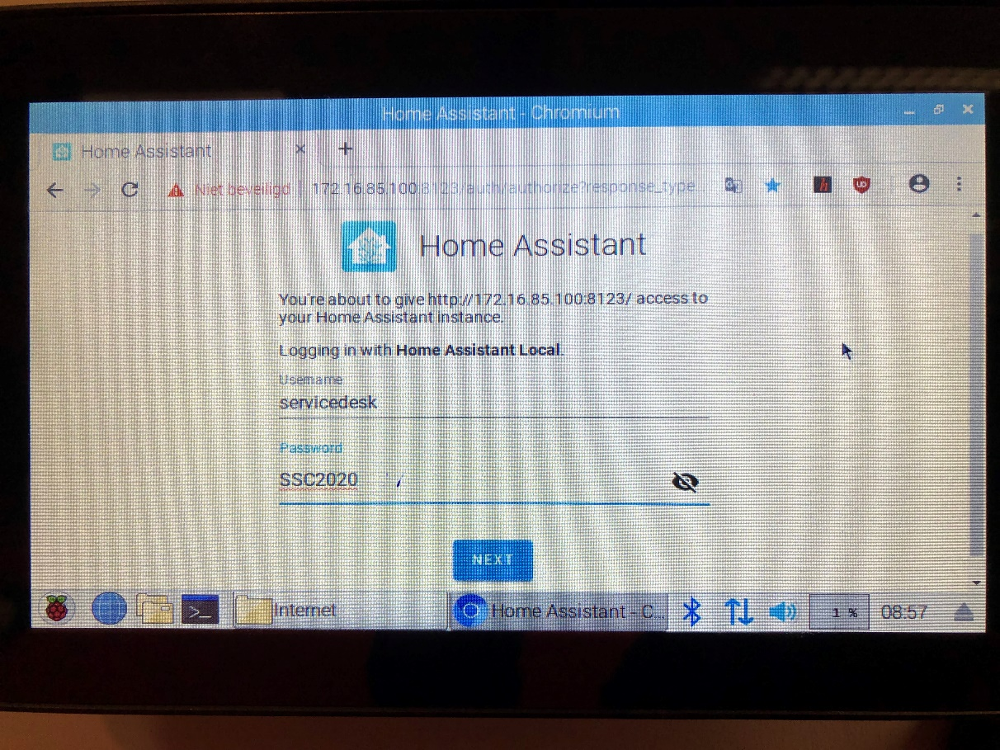 Home Assistant - Chromium
Home Assistant
Niet beveiligd | 172.16.85.100:8123/auth/authorize?response_type
Home Assistant
You're about to give http://172.16.85.100:8123/ access to
your Home Assistant instance.
Logging in with Home Assistant Local.
Username
servicedesk
Password
SSC2020
NEXT
>_ Internet Home Assistant - C... 1 % 08:57